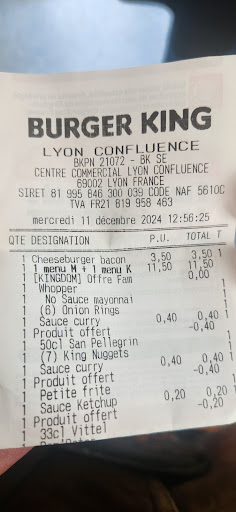 BURGER KING
LYON CONFLUENCE
BKPN 21072 - BK SE
CENTRE COMMERCIAL LYON CONFLUENCE
69002 LYON FRANCE
SIRET 81 995 846 300 039 CODE NAF 5610C
TVA FR21 819 958 463
mercredi 11 décembre 2024 12:56:25
QTE DESIGNATION P.U. TOTAL T
1 Cheeseburger bacon 3,50 3,50 1
1 1 menu M + 1 menu K 11,50 11,50
1 [KINGDOM] Offre Fam 0,00
1 Whopper 1
1 No Sauce mayonnai
1 (6) Onion Rings 1
1 Sauce curry 0,40 0,40 1
1 Produit offert -0,40
1 50cl San Pellegrin 1
1 (7) King Nuggets 1
1 Sauce curry 0,40 0,40 1
1 Produit offert -0,40
1 Petite frite 1
1 Sauce Ketchup 0,20 0,20 1
1 Produit offert -0,20
1 33cl Vittel